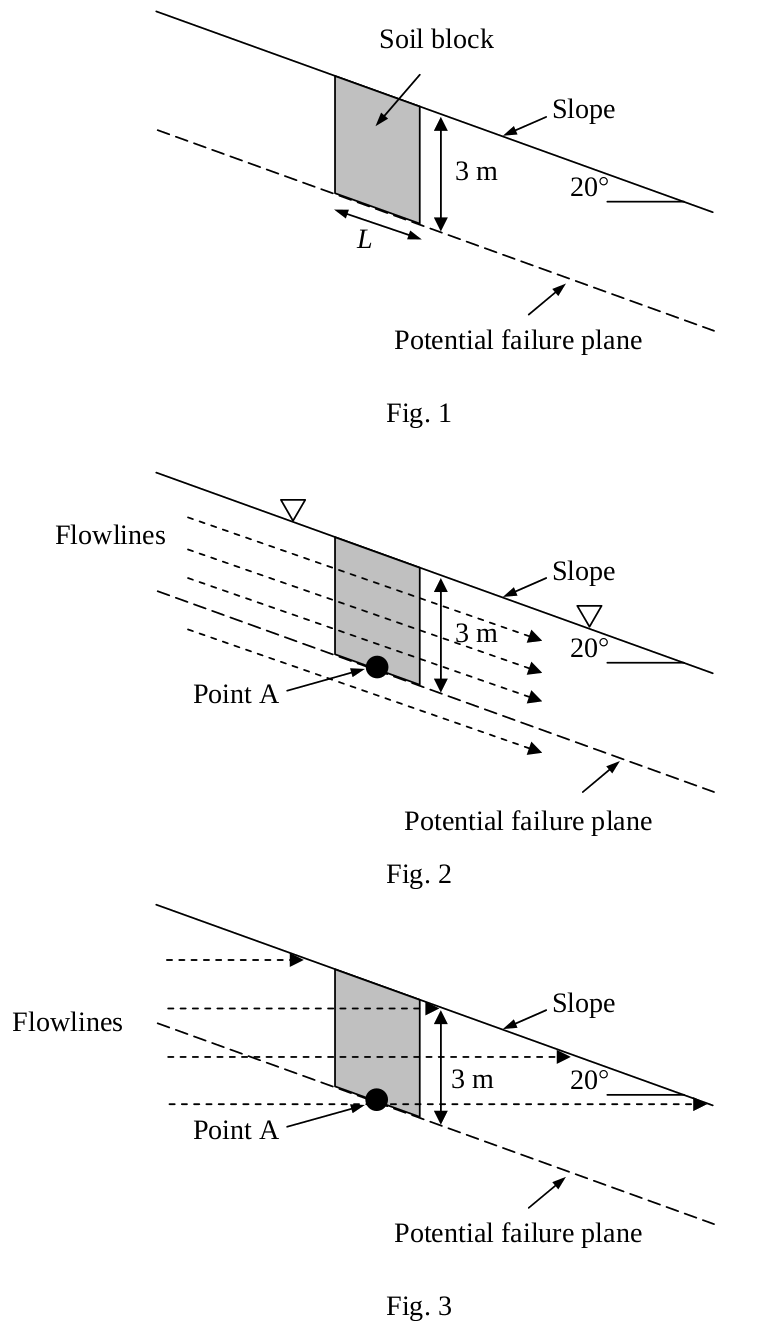 Soil block
Slope
3 m
20°
L
Potential failure plane
Fig. 1
Flowlines
Slope
3 m
20°
Point A
Potential failure plane
Fig. 2
Slope
Flowlines
3 m
20°
Point A
Potential failure plane
Fig. 3